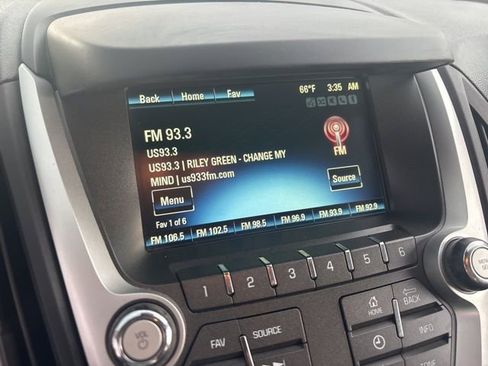 Back Home Fav 66°F 3:35 AM
FM 93.3
US93.3
US93.3 | RILEY GREEN - CHANGE MY
MIND | us933fm.com
FM
Menu
Source
Fav 1 of 6
FM 106.5 FM 102.5 FM 98.5 FM 96.9 FM 93.9 FM 92.9
1 2 3 4 5 6
VOL
FAV SOURCE
HOME BACK
INFO
MENU